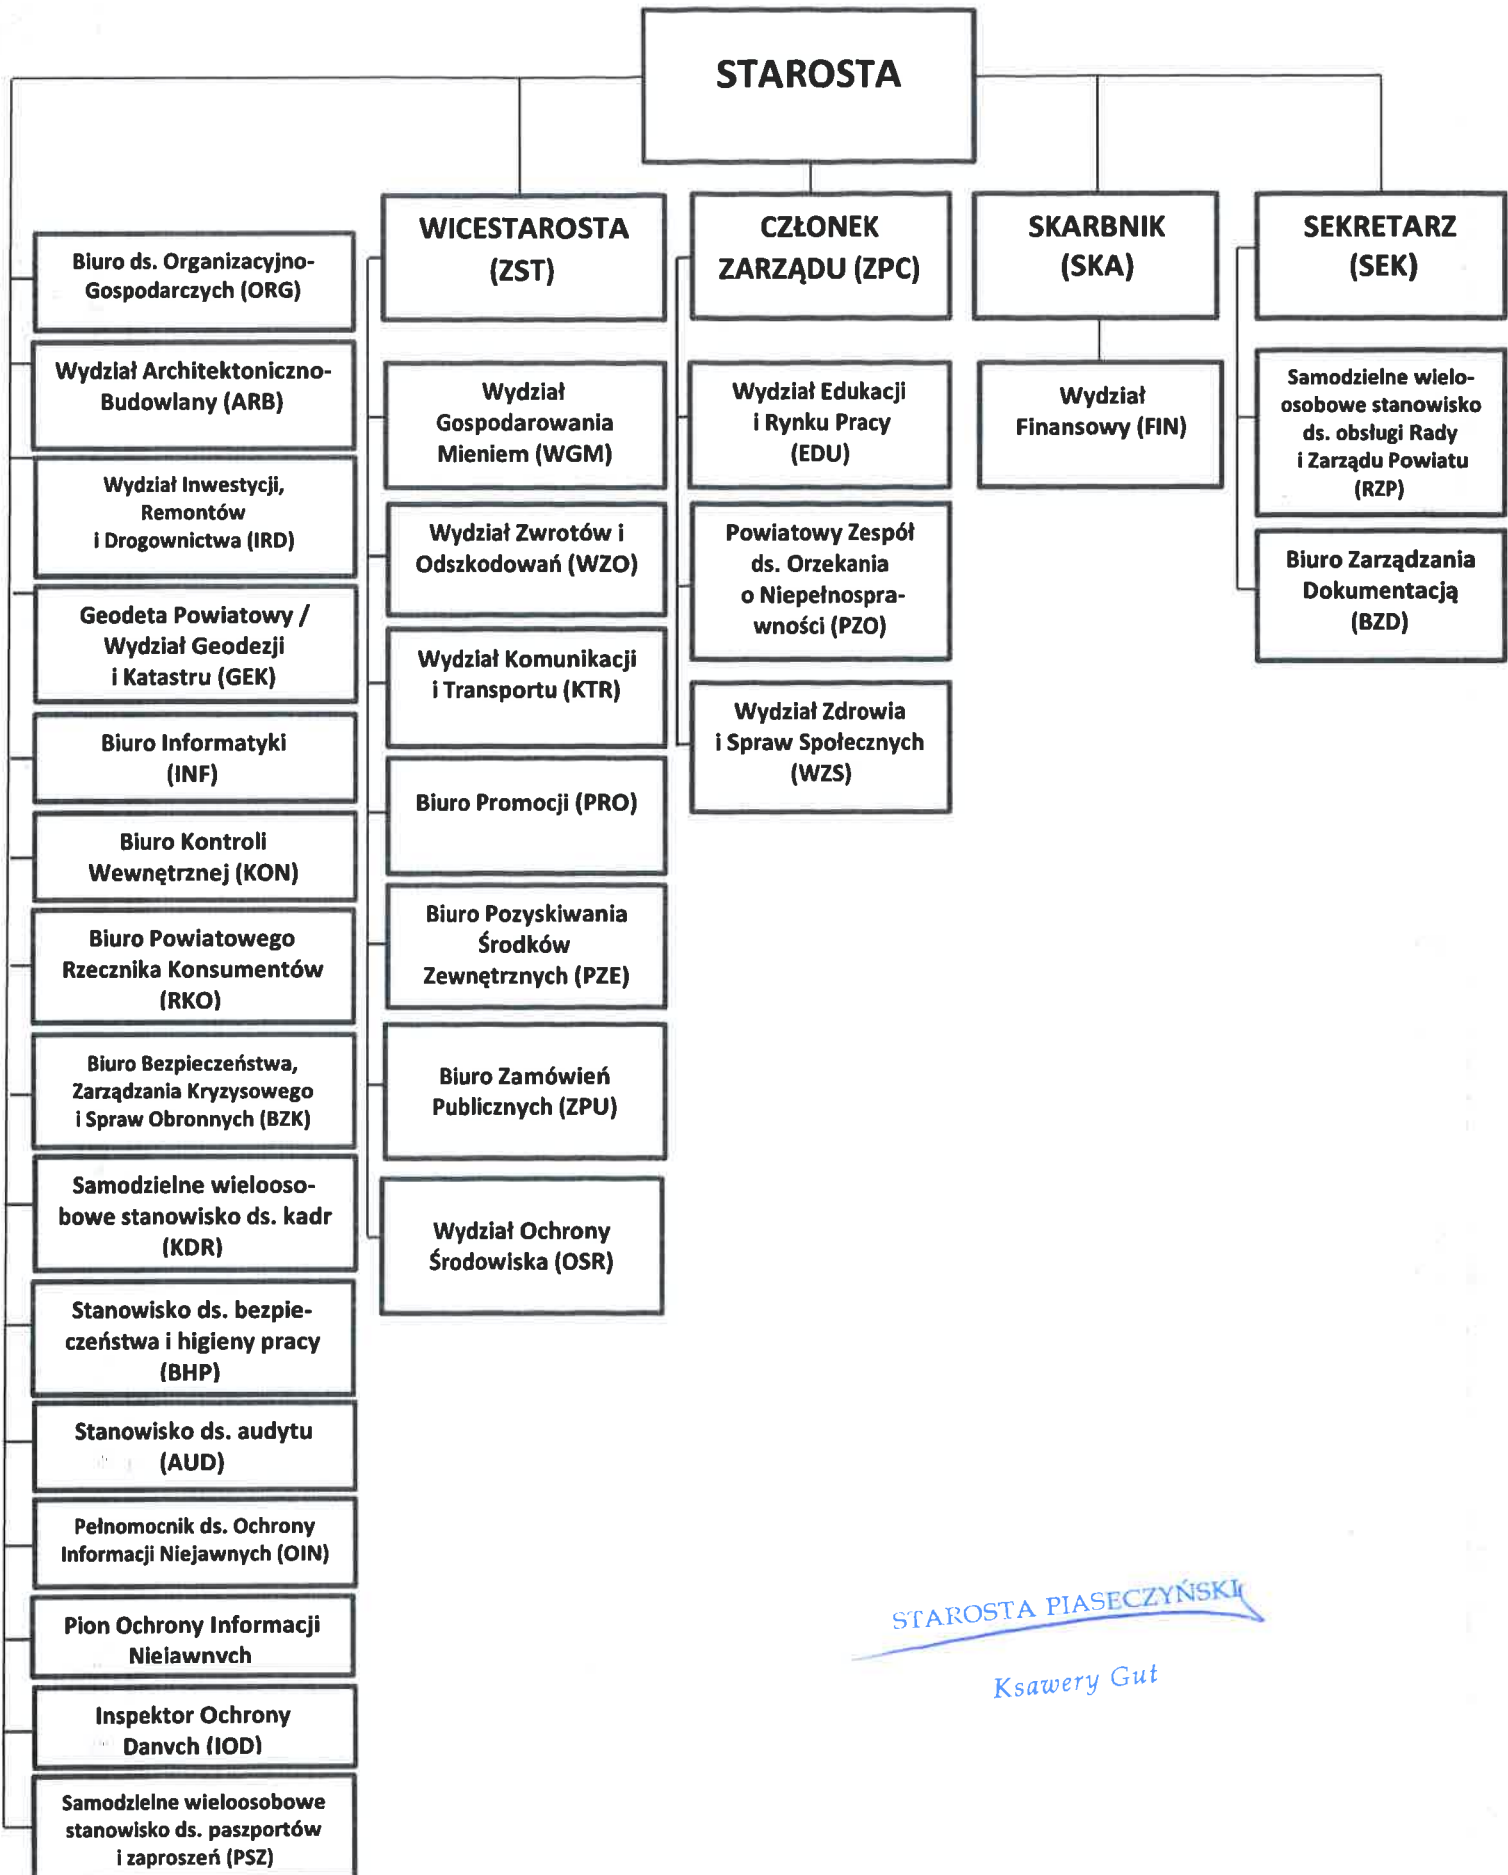 STAROSTA
Biuro ds. Organizacyjno-
Gospodarczych (ORG)
Wydział Architektoniczno-
Budowlany (ARB)
Wydział Inwestycji,
Remontów
i Drogownictwa (IRD)
Geodeta Powiatowy /
Wydział Geodezji
i Katastru (GEK)
Biuro Informatyki
(INF)
Biuro Kontroli
Wewnętrznej (KON)
Biuro Powiatowego
Rzecznika Konsumentów
(RKO)
Biuro Bezpieczeństwa,
Zarządzania Kryzysowego
i Spraw Obronnych (BZK)
Samodzielne wielooso-
bowe stanowisko ds. kadr
(KDR)
Stanowisko ds. bezpie-
czeństwa i higieny pracy
(BHP)
Stanowisko ds. audytu
(AUD)
Pełnomocnik ds. Ochrony
Informacji Niejawnych (OIN)
Pion Ochrony Informacji
Niejawnych
Inspektor Ochrony
Danych (IOD)
Samodzielne wieloosobowe
stanowisko ds. paszportów
i zaproszeń (PSZ)
WICESTAROSTA
(ZST)
Wydział
Gospodarowania
Mieniem (WGM)
Wydział Zwrotów i
Odszkodowań (WZO)
Wydział Komunikacji
i Transportu (KTR)
Biuro Promocji (PRO)
Biuro Pozyskiwania
Środków
Zewnętrznych (PZE)
Biuro Zamówień
Publicznych (ZPU)
Wydział Ochrony
Środowiska (OSR)
CZŁONEK
ZARZĄDU (ZPC)
Wydział Edukacji
i Rynku Pracy
(EDU)
Powiatowy Zespół
ds. Orzekania
o Niepełnospra-
wności (PZO)
Wydział Zdrowia
i Spraw Społecznych
(WZS)
SKARBNIK
(SKA)
Wydział
Finansowy (FIN)
SEKRETARZ
(SEK)
Samodzielne wielo-
osobowe stanowisko
ds. obsługi Rady
i Zarządu Powiatu
(RZP)
Biuro Zarządzania
Dokumentacją
(BZD)
STAROSTA PIASECZYŃSKI
Ksawery Gut